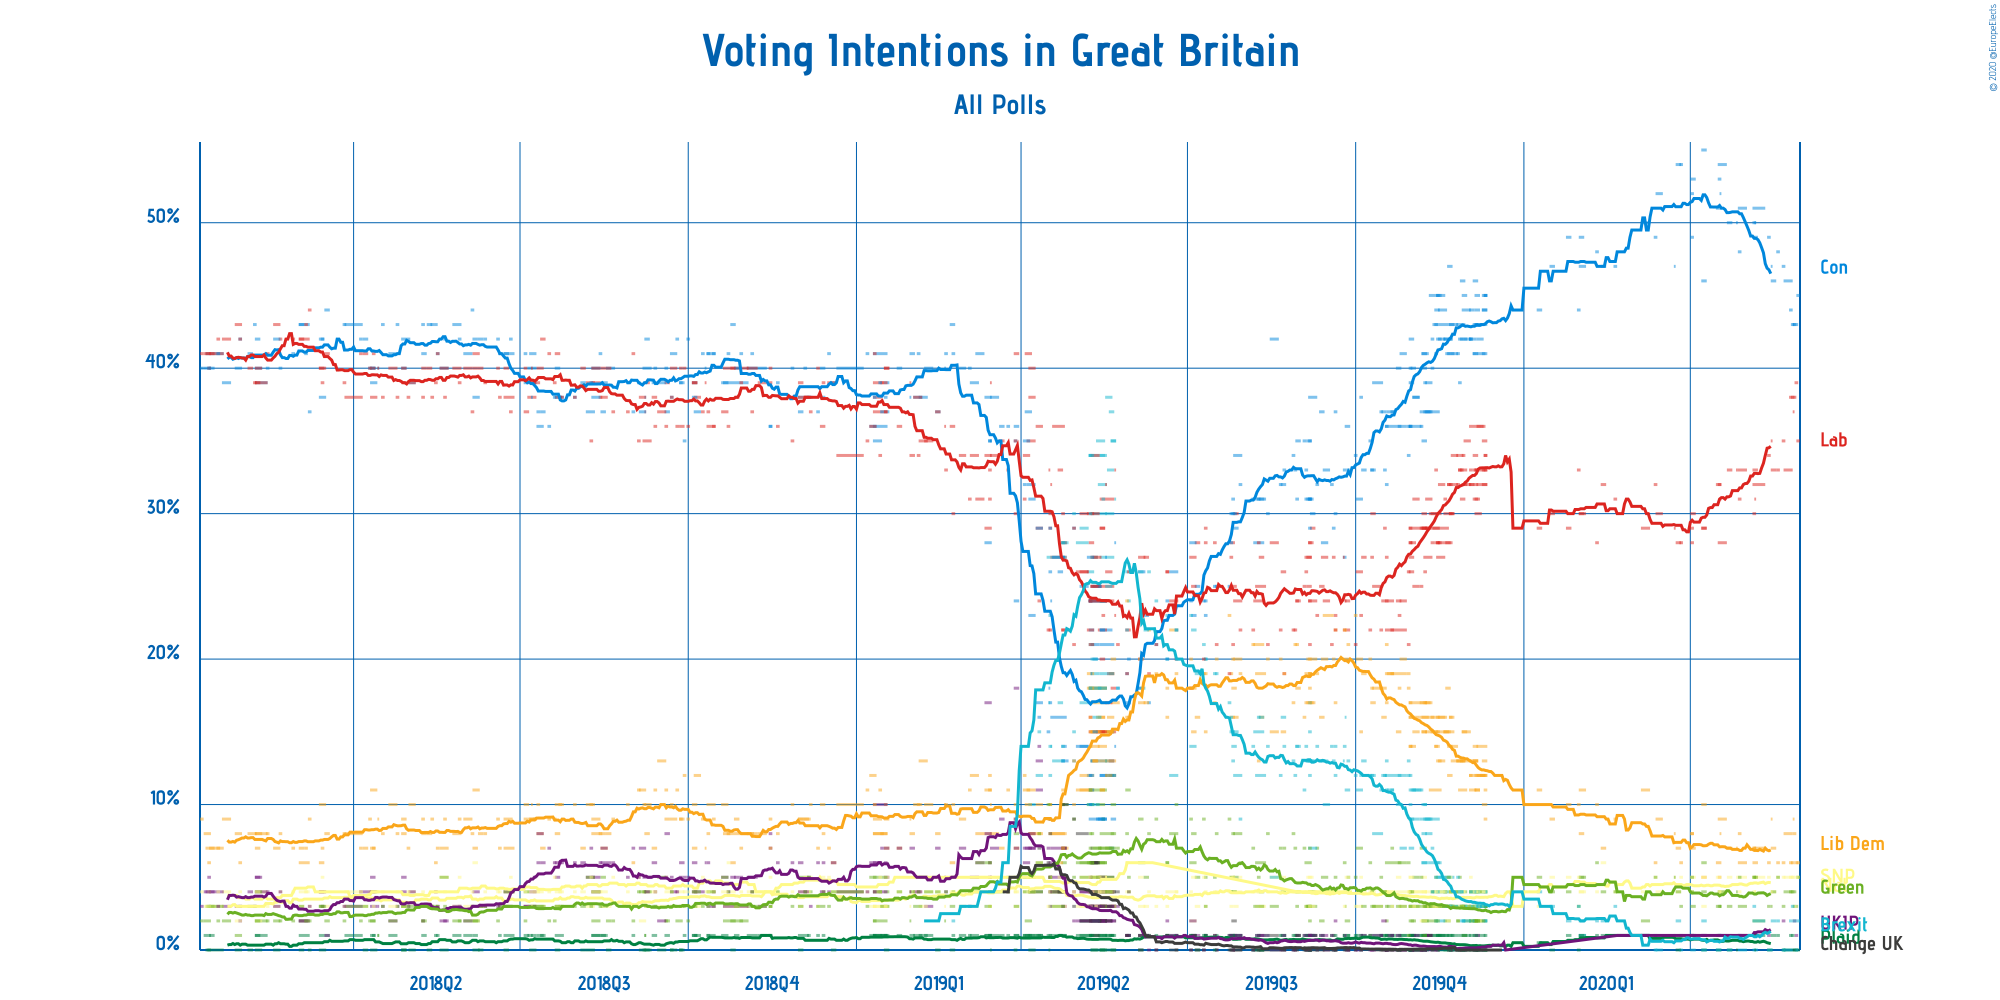 © 2020 @EuropeElects
Voting Intentions in Great Britain
All Polls
50%
40%
30%
20%
10%
0%
Con
Lab
Lib Dem
SNP
Green
UKIP
Brexit
Plaid
Change UK
2018Q2
2018Q3
2018Q4
2019Q1
2019Q2
2019Q3
2019Q4
2020Q1